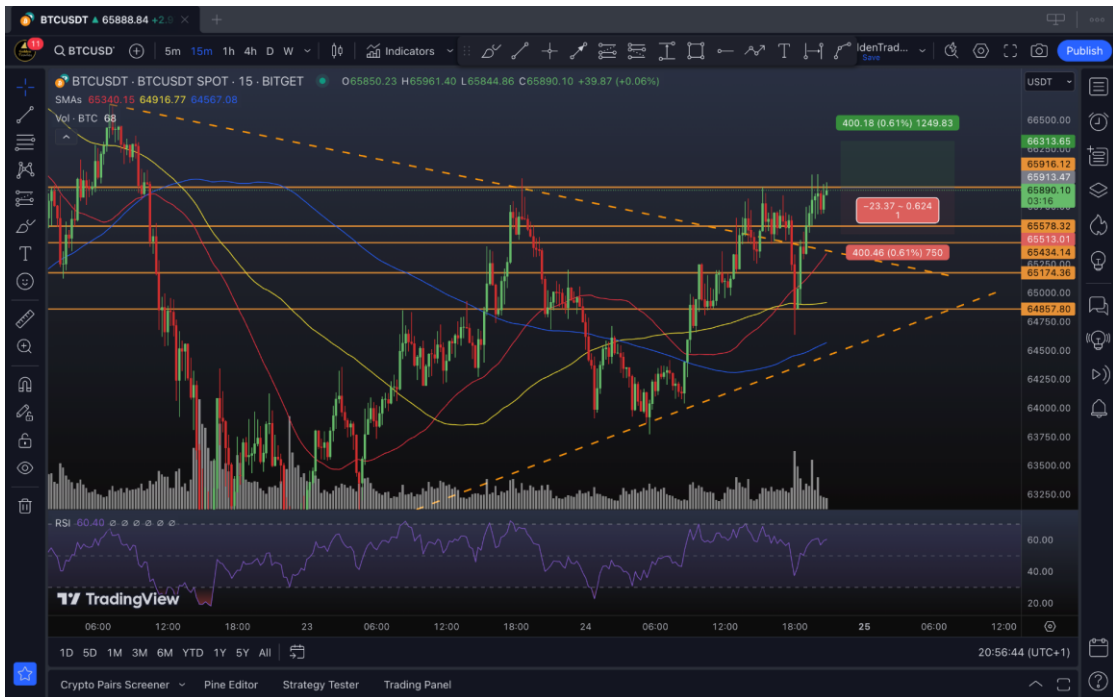 BTCUSDT ▲ 65888.84 +2.9
11 BTCUSD 5m 15m 1h 4h D W Indicators T ldenTrad... Save Publish
BTCUSDT · BTCUSDT SPOT · 15 · BITGET O65850.23 H65961.40 L65844.86 C65890.10 +39.87 (+0.06%) USDT
SMAs 65340.15 64916.77 64567.08
Vol · BTC 68
66500.00
400.18 (0.61%) 1249.83
66313.65
66250.00
65916.12
65913.47
65890.10
03:16
−23.37 ~ 0.624
1
65578.32
65513.01
65434.14
400.46 (0.61%) 750
65250.00
65174.36
65000.00
64857.80
64750.00
64500.00
64250.00
64000.00
63750.00
63500.00
63250.00
RSI 60.40 ø ø ø ø ø ø
60.00
40.00
20.00
TradingView
06:00 12:00 18:00 23 06:00 12:00 18:00 24 06:00 12:00 18:00 25 06:00 12:00
1D 5D 1M 3M 6M YTD 1Y 5Y All 20:56:44 (UTC+1)
Crypto Pairs Screener Pine Editor Strategy Tester Trading Panel